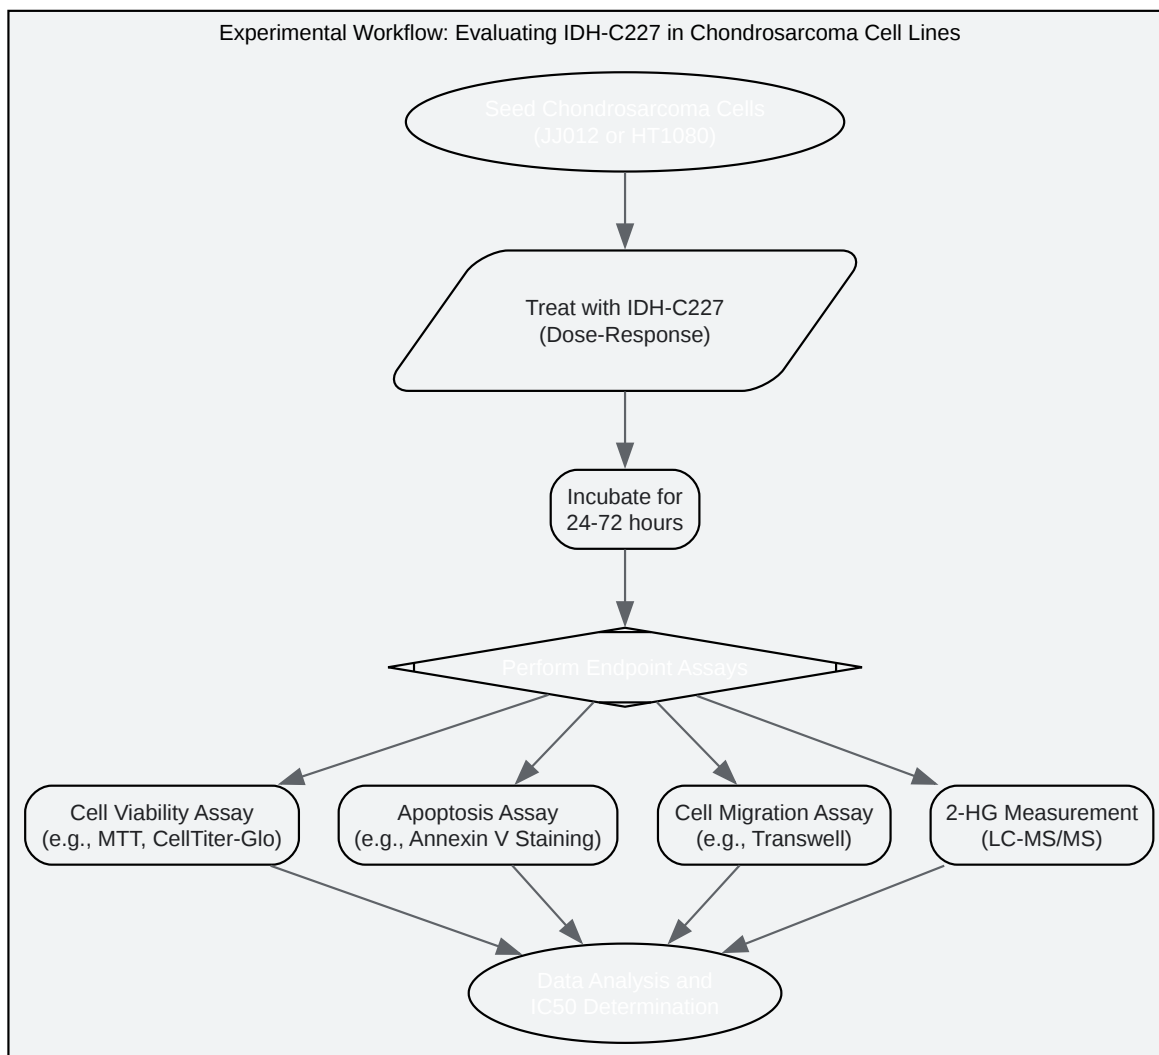 Experimental Workflow: Evaluating IDH-C227 in Chondrosarcoma Cell Lines
Seed Chondrosarcoma Cells
(JJ012 or HT1080)
Treat with IDH-C227
(Dose-Response)
Incubate for
24-72 hours
Perform Endpoint Assays
Cell Viability Assay
(e.g., MTT, CellTiter-Glo)
Apoptosis Assay
(e.g., Annexin V Staining)
Cell Migration Assay
(e.g., Transwell)
2-HG Measurement
(LC-MS/MS)
Data Analysis and
IC50 Determination